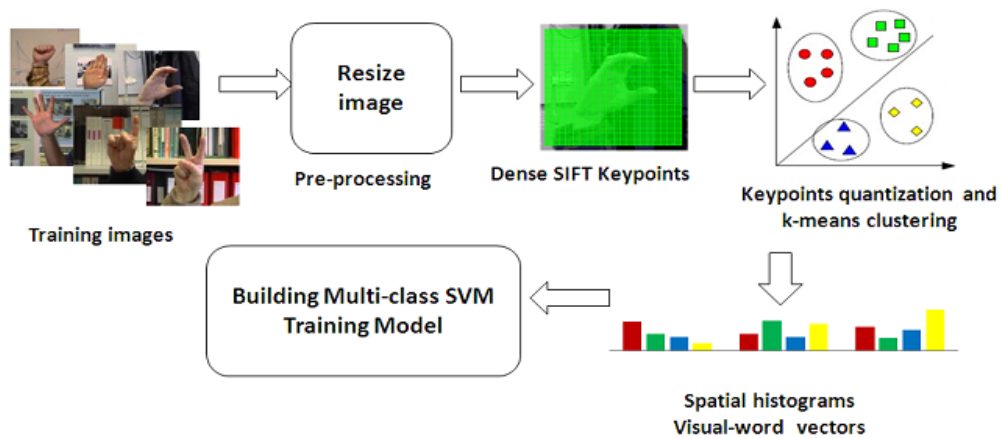 Resize
image
Pre-processing
Dense SIFT Keypoints
Keypoints quantization and
k-means clustering
Training images
Building Multi-class SVM
Training Model
Spatial histograms
Visual-word vectors